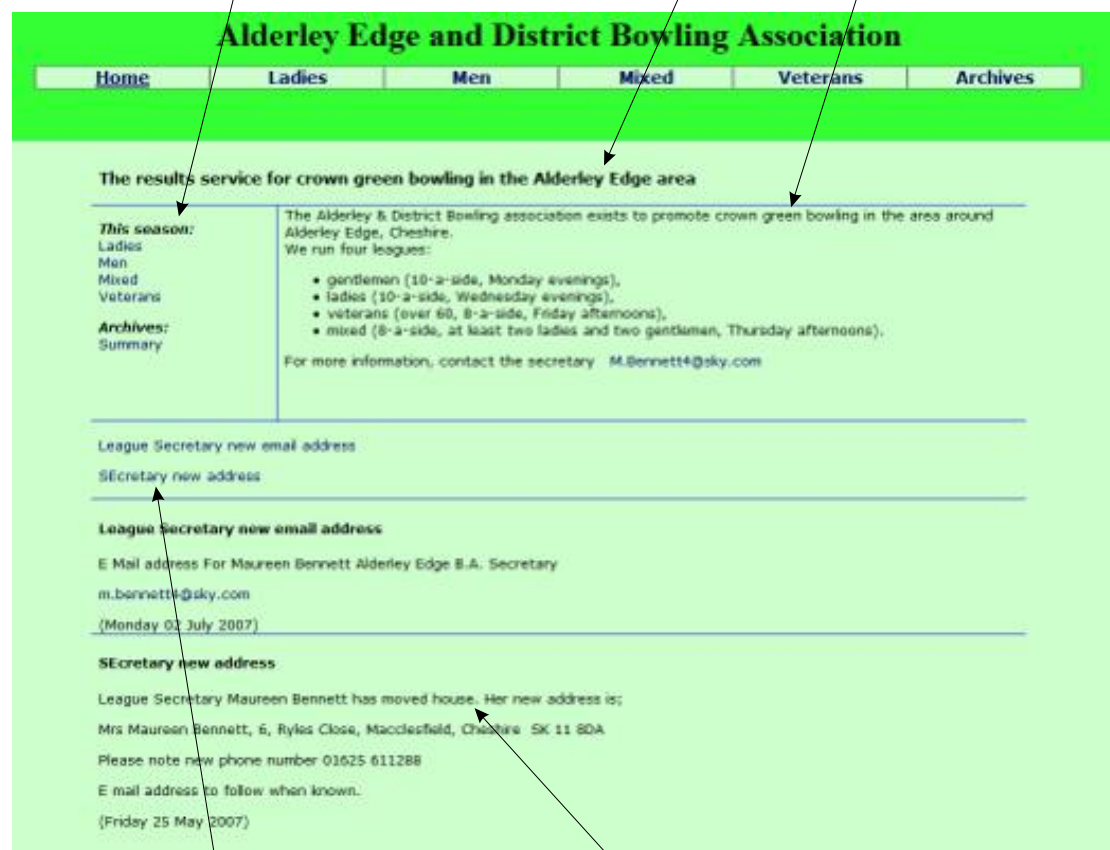 Alderley Edge and District Bowling Association
Home Ladies Men Mixed Veterans Archives
The results service for crown green bowling in the Alderley Edge area
This season:
Ladies
Men
Mixed
Veterans
Archives:
Summary
The Alderley & District Bowling association exists to promote crown green bowling in the area around
Alderley Edge, Cheshire.
We run four leagues:
• gentlemen (10-a-side, Monday evenings),
• ladies (10-a-side, Wednesday evenings),
• veterans (over 60, 8-a-side, Friday afternoons),
• mixed (8-a-side, at least two ladies and two gentlemen, Thursday afternoons).
For more information, contact the secretary M.Bennett4@sky.com
League Secretary new email address
SEcretary new address
League Secretary new email address
E Mail address For Maureen Bennett Alderley Edge B.A. Secretary
m.bennett4@sky.com
(Monday 02 July 2007)
SEcretary new address
League Secretary Maureen Bennett has moved house. Her new address is;
Mrs Maureen Bennett, 6, Ryles Close, Macclesfield, Cheshire SK 11 8DA
Please note new phone number 01625 611288
E mail address to follow when known.
(Friday 25 May 2007)